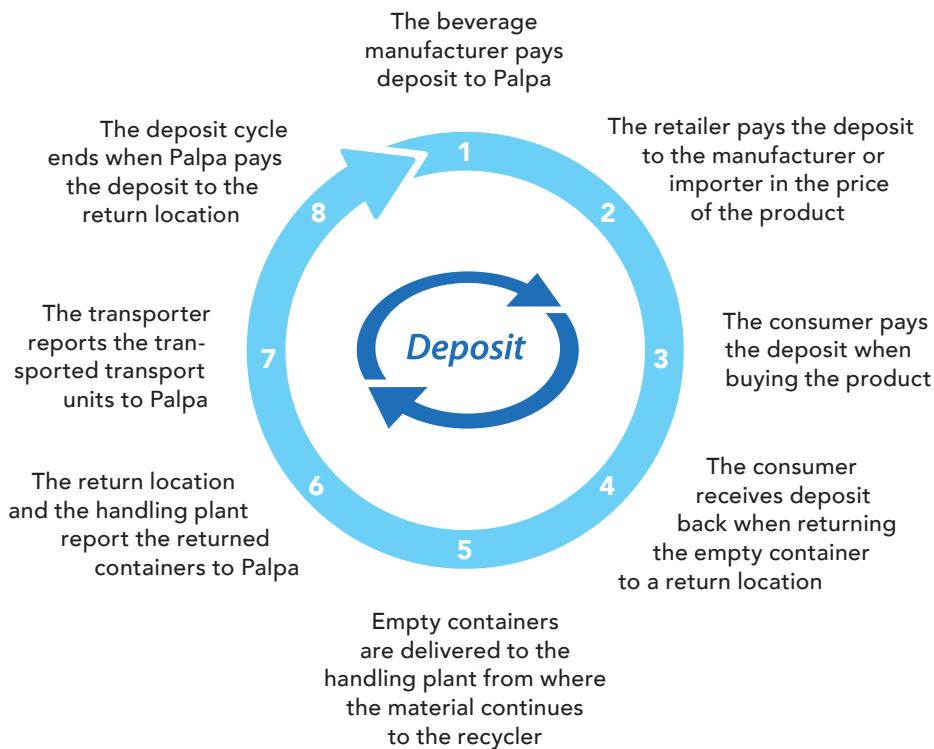 The beverage
manufacturer pays
deposit to Palpa
1
The retailer pays the deposit
to the manufacturer or
importer in the price
of the product
2
The consumer pays
the deposit when
buying the product
3
The consumer
receives deposit
back when returning
the empty container
to a return location
4
Empty containers
are delivered to the
handling plant from where
the material continues
to the recycler
5
The return location
and the handling plant
report the returned
containers to Palpa
6
The transporter
reports the tran-
sported transport
units to Palpa
7
The deposit cycle
ends when Palpa pays
the deposit to the
return location
8
Deposit